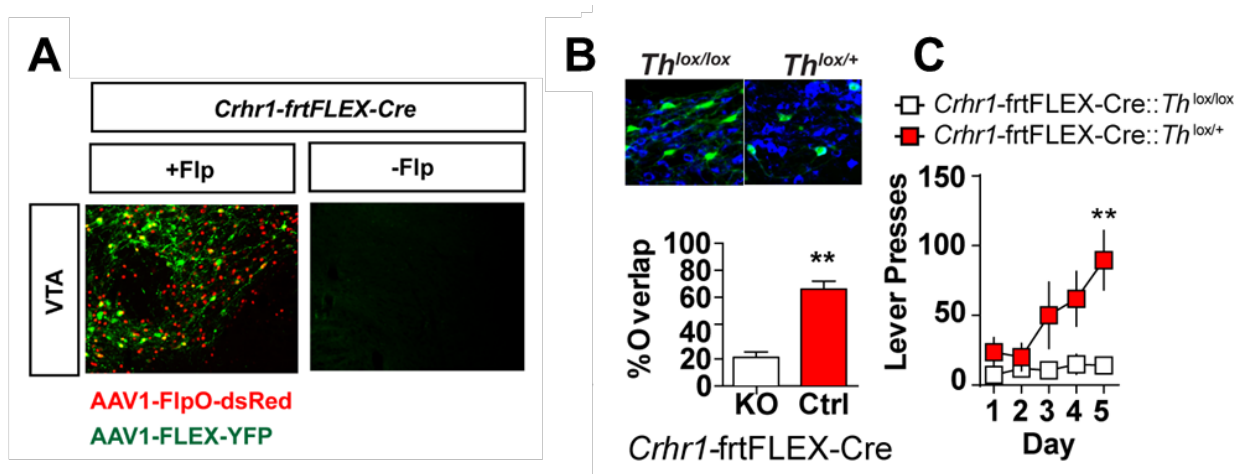 A
Crhr1-frtFLEX-Cre
+Flp
-Flp
VTA
AAV1-FlpO-dsRed
AAV1-FLEX-YFP
B
Th lox/lox
Th lox/+
%Overlap
100
80
60
40
20
0
**
KO
Ctrl
Crhr1-frtFLEX-Cre
C
Crhr1-frtFLEX-Cre::Th lox/lox
Crhr1-frtFLEX-Cre::Th lox/+
Lever Presses
150
100
50
0
**
1 2 3 4 5
Day